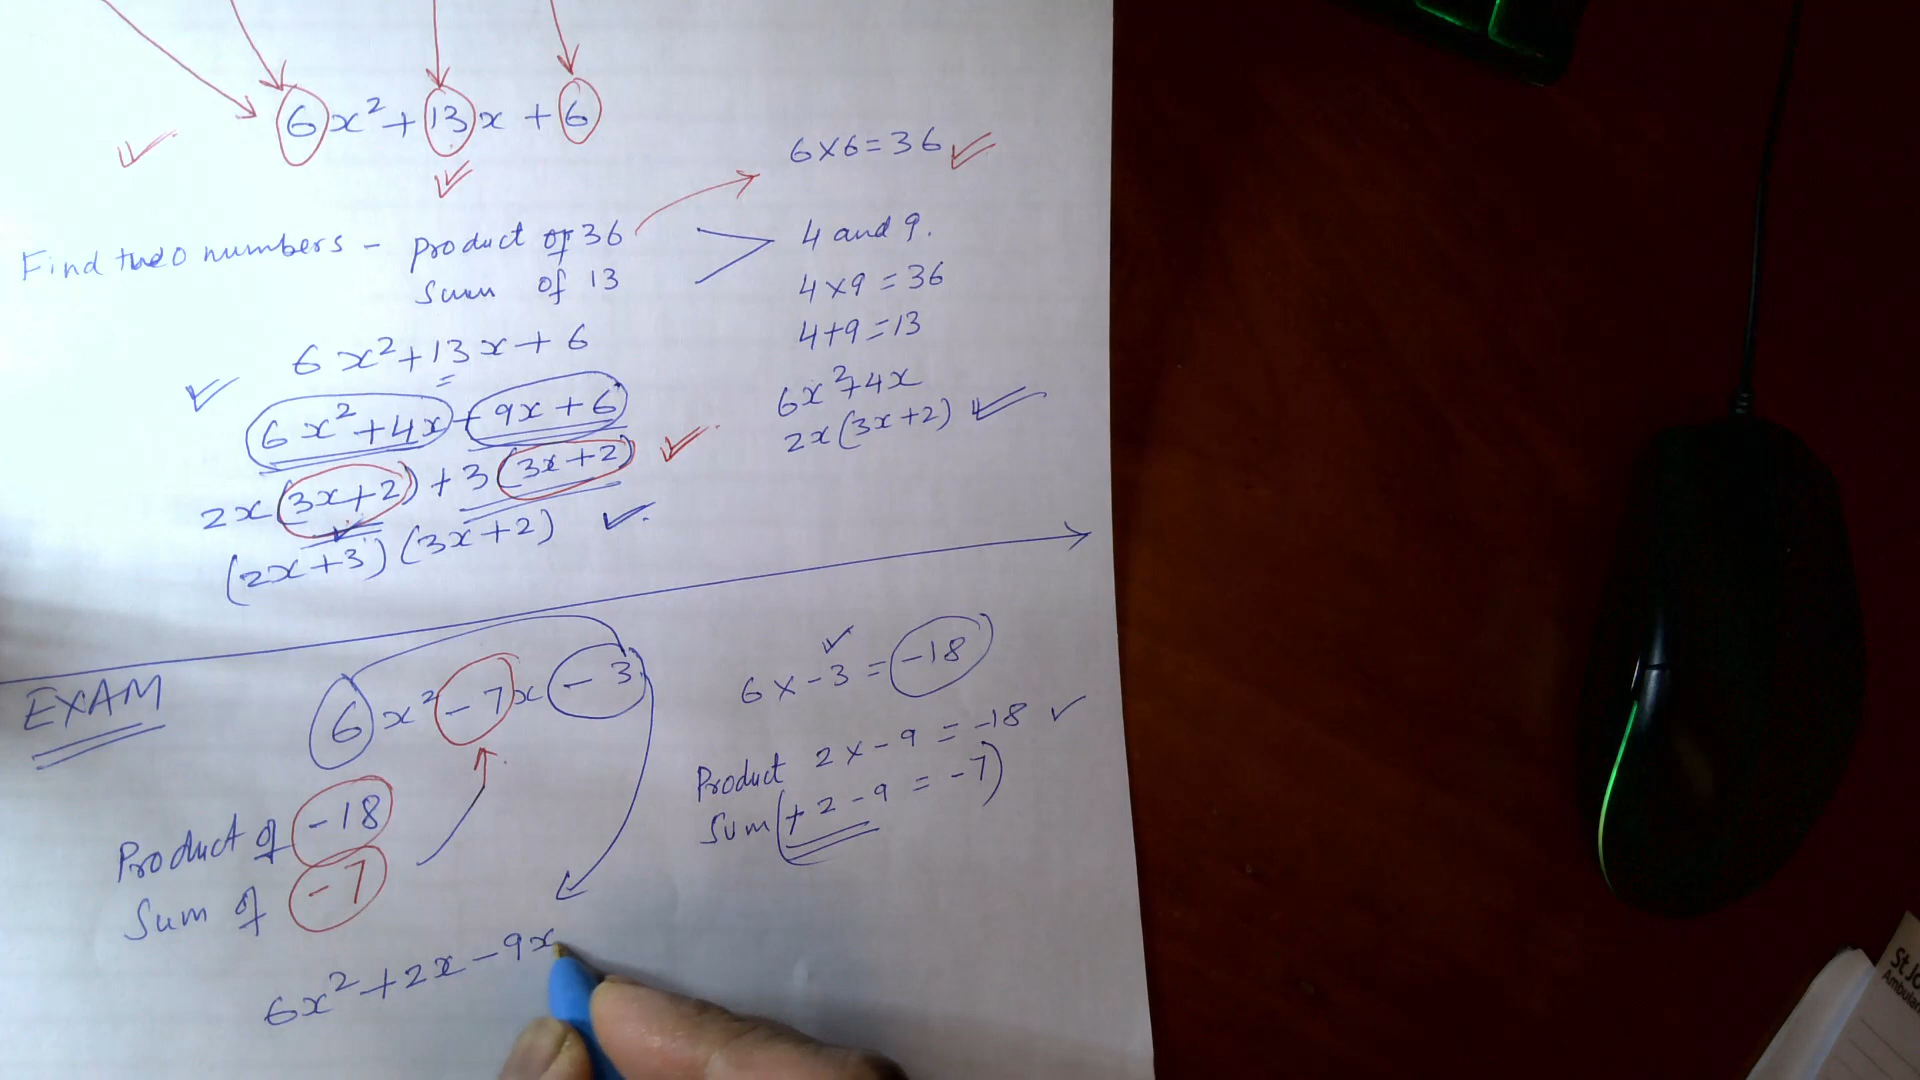 6x² + 13x + 6
6×6=36
Find two numbers - product of 36
Sum of 13
4 and 9.
4×9=36
4+9=13
6x²+13x+6
6x²+4x+9x+6
2x(3x+2)+3(3x+2)
(2x+3)(3x+2)
6x²+4x
2x(3x+2)
EXAM
6x²-7x-3
6×-3=-18
Product 2×-9=-18
Sum (+2-9=-7)
Product of -18
Sum of -7
6x²+2x-9x
St Jo
Ambulan